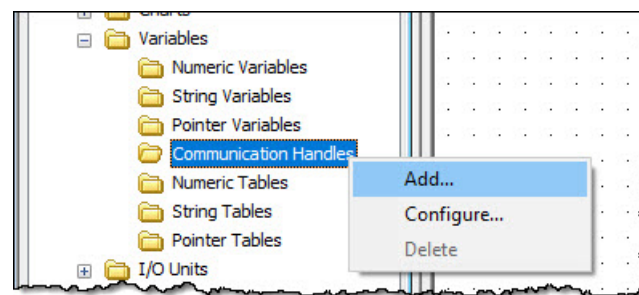 Charts
Variables
Numeric Variables
String Variables
Pointer Variables
Communication Handles
Numeric Tables
String Tables
Pointer Tables
I/O Units
Add...
Configure...
Delete